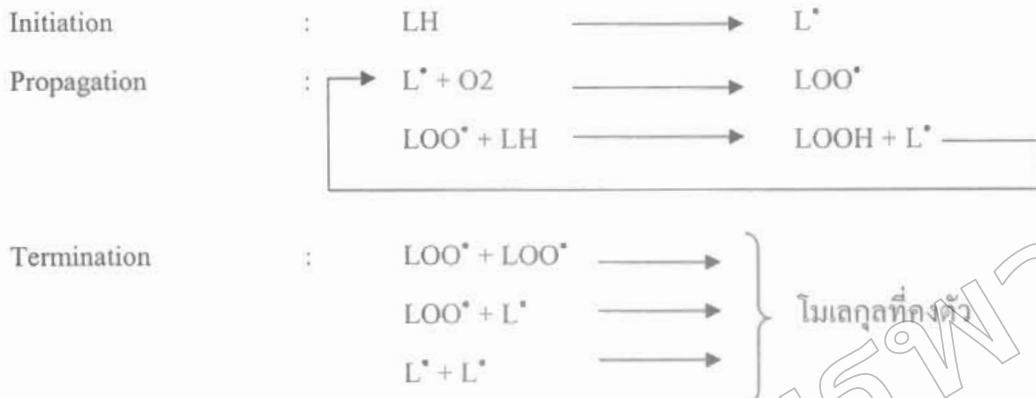 Initiation : LH L•
Propagation : L• + O2 LOO•
LOO• + LH LOOH + L•
Termination : LOO• + LOO•
LOO• + L• โมเลกุลที่คงตัว
L• + L•